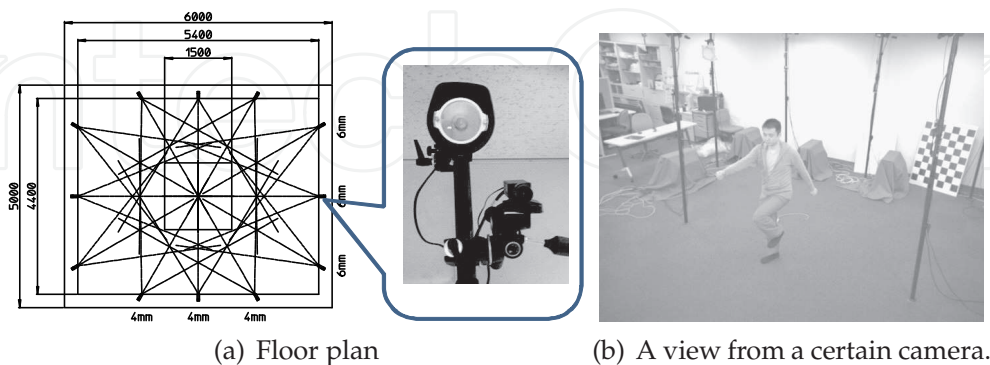 6000
5400
1500
5000
4400
6mm
6mm
6mm
4mm 4mm 4mm
(a) Floor plan
(b) A view from a certain camera.